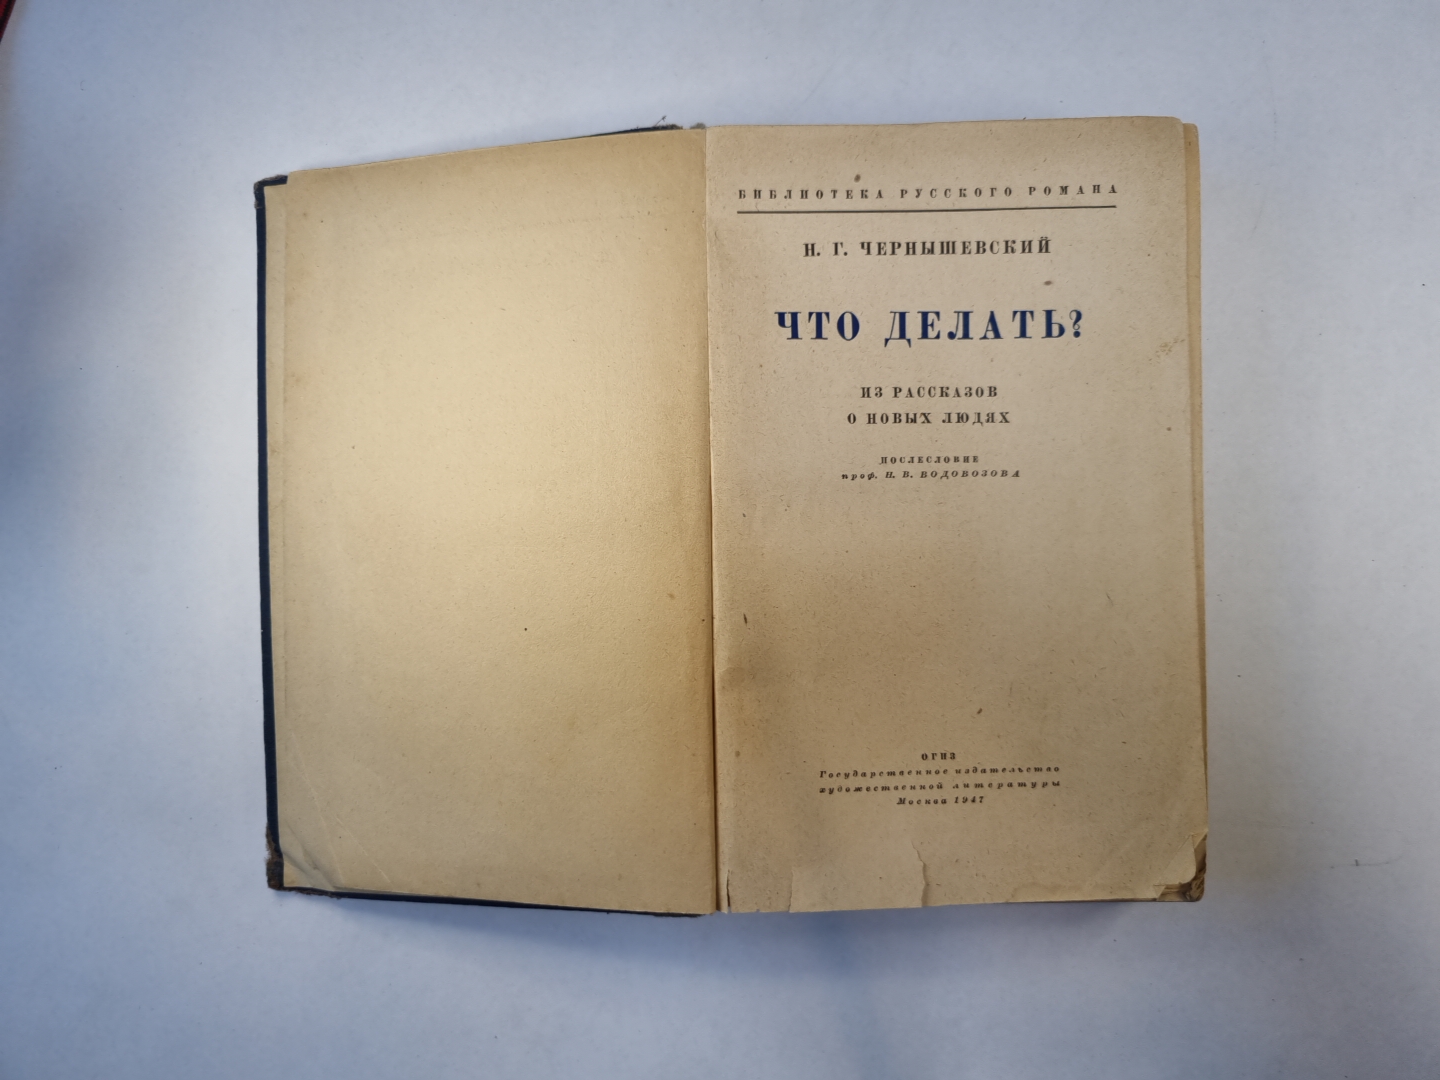 БИБЛИОТЕКА РУССКОГО РОМАНА
Н. Г. ЧЕРНЫШЕВСКИЙ
ЧТО ДЕЛАТЬ?
ИЗ РАССКАЗОВ
О НОВЫХ ЛЮДЯХ
ПОСЛЕСЛОВИЕ
проф. Н. В. ВОДОВОЗОВА
ОГИЗ
Государственное издательство
художественной литературы
Москва 1947